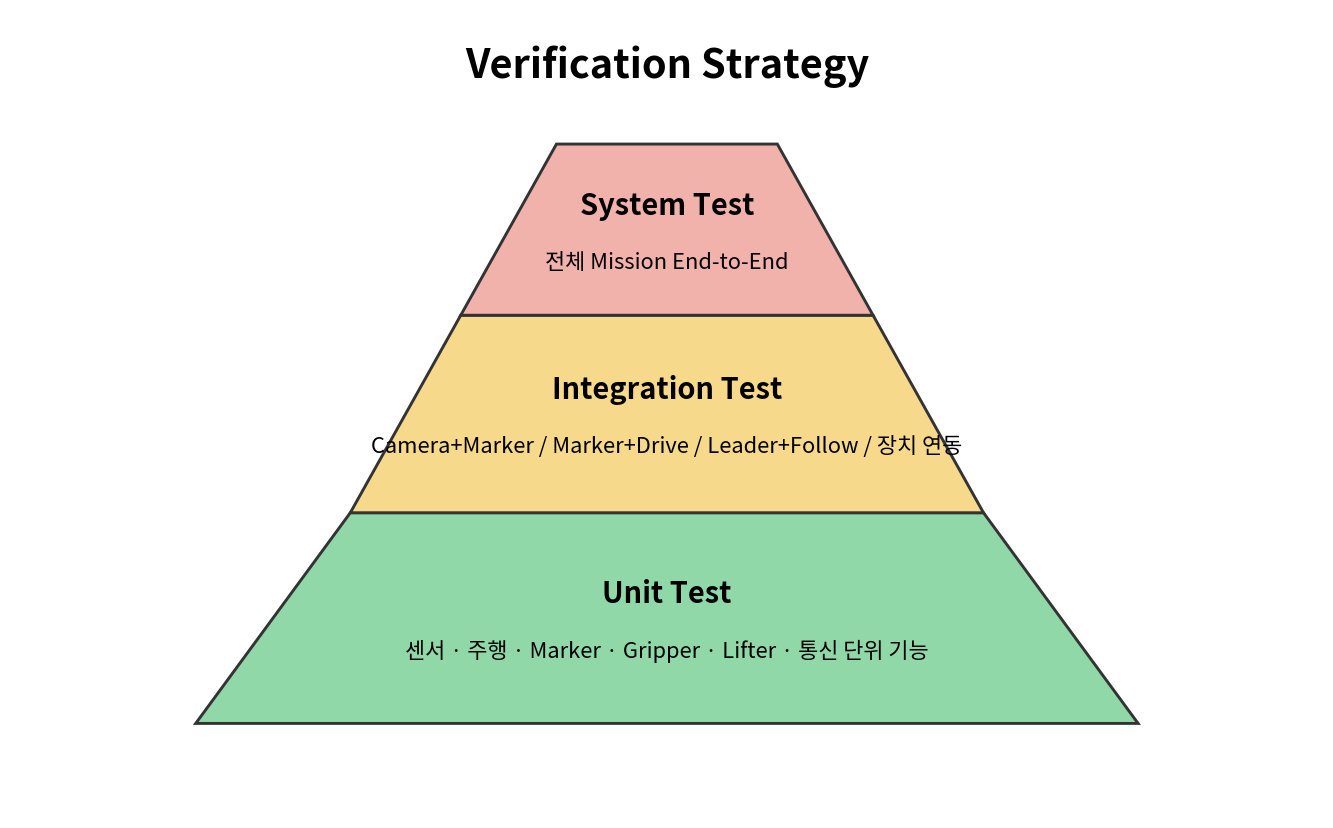 Verification Strategy
System Test
전체 Mission End-to-End
Integration Test
Camera+Marker / Marker+Drive / Leader+Follow / 장치 연동
Unit Test
센서 · 주행 · Marker · Gripper · Lifter · 통신 단위 기능